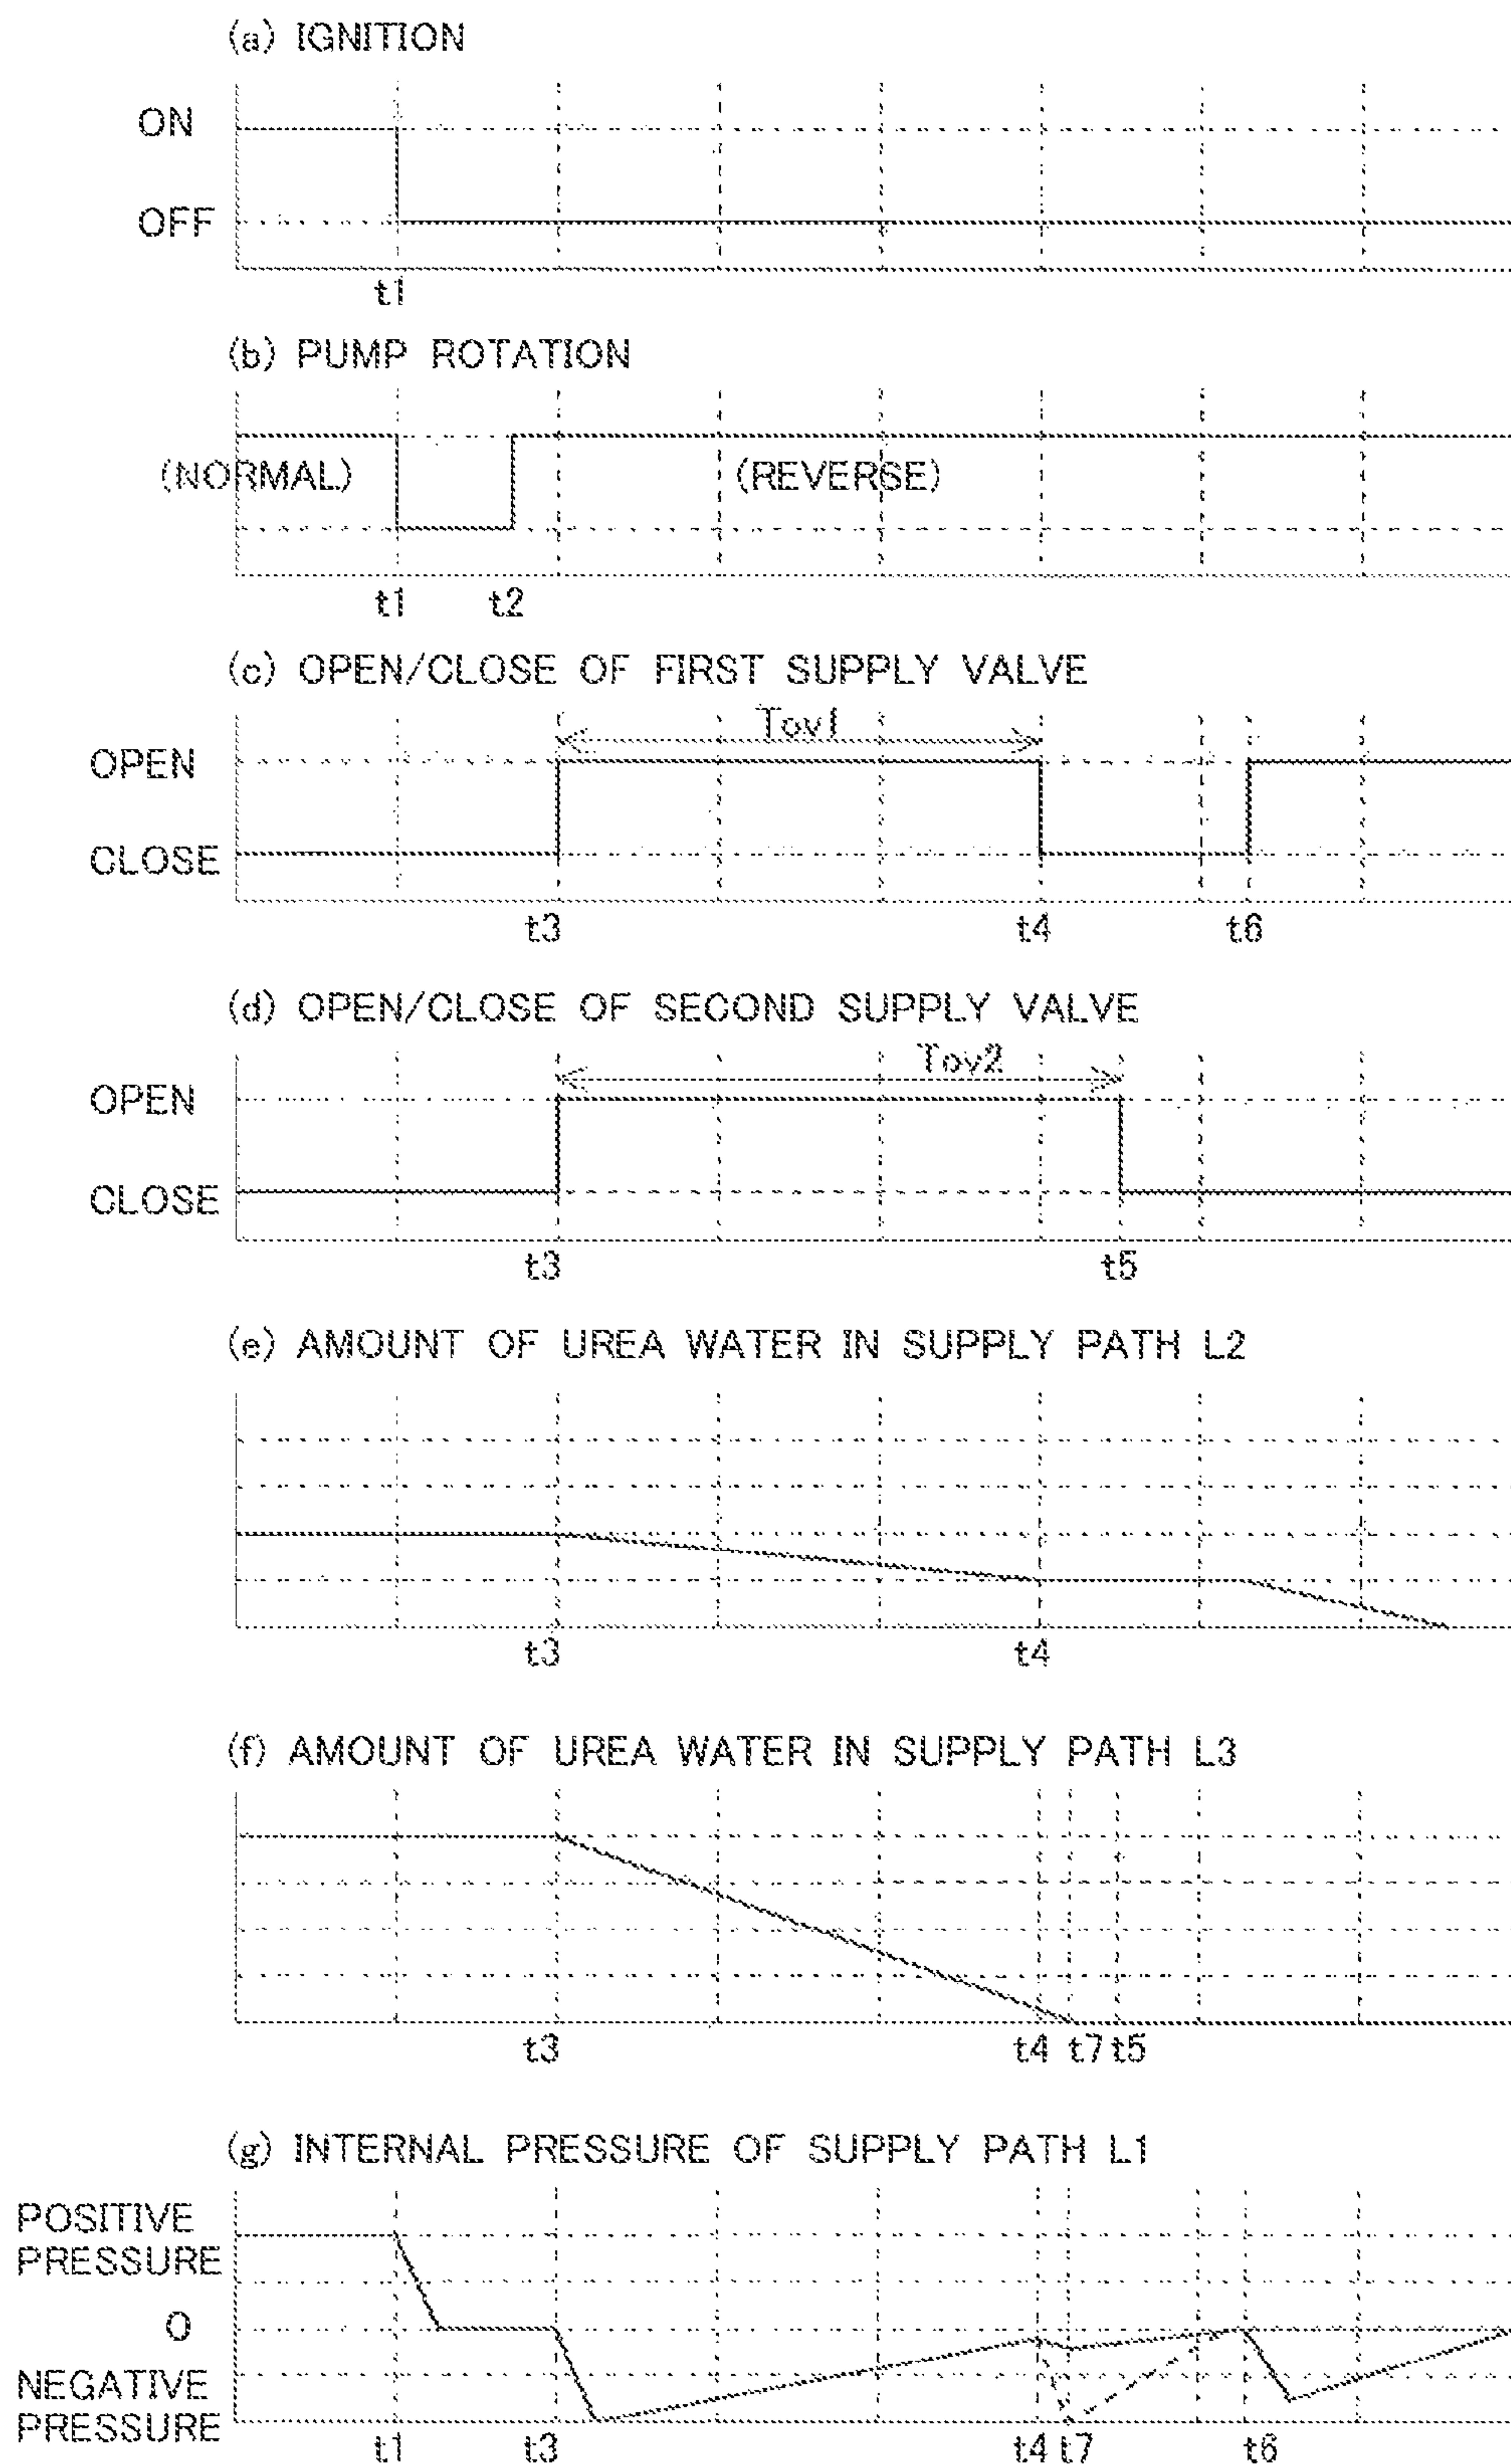 (a) IGNITION
ON
OFF
t1
(b) PUMP ROTATION
(NORMAL) (REVERSE)
t1 t2
(c) OPEN/CLOSE OF FIRST SUPPLY VALVE
Tov1
OPEN
CLOSE
t3 t4 t6
(d) OPEN/CLOSE OF SECOND SUPPLY VALVE
Tov2
OPEN
CLOSE
t3 t5
(e) AMOUNT OF UREA WATER IN SUPPLY PATH L2
t3 t4
(f) AMOUNT OF UREA WATER IN SUPPLY PATH L3
t3 t4 t7 t5
(g) INTERNAL PRESSURE OF SUPPLY PATH L1
POSITIVE
PRESSURE
0
NEGATIVE
PRESSURE
t1 t3 t4 t7 t6